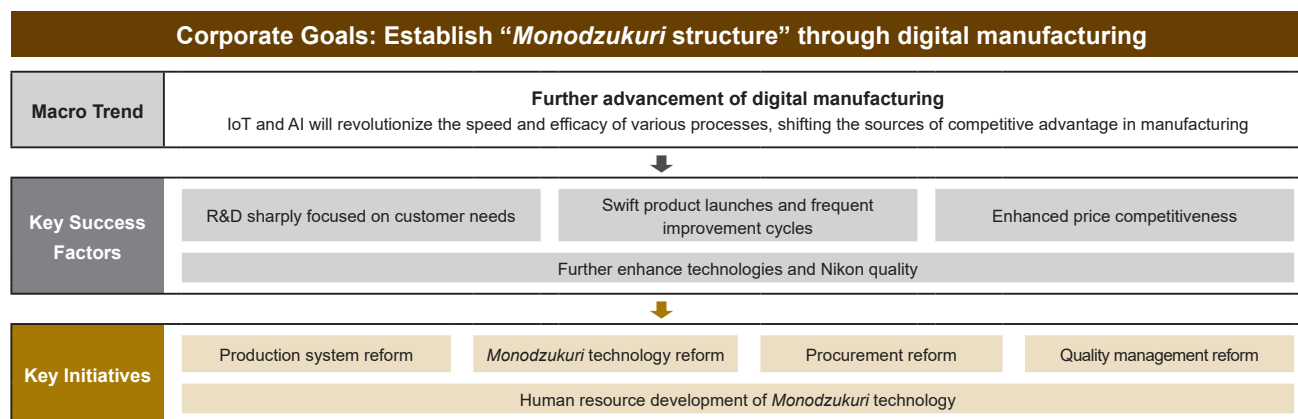 Corporate Goals: Establish “Monodzukuri structure” through digital manufacturing
Macro Trend
Further advancement of digital manufacturing
IoT and AI will revolutionize the speed and efficacy of various processes, shifting the sources of competitive advantage in manufacturing
Key Success
Factors
R&D sharply focused on customer needs
Swift product launches and frequent
improvement cycles
Enhanced price competitiveness
Further enhance technologies and Nikon quality
Key Initiatives
Production system reform
Monodzukuri technology reform
Procurement reform
Quality management reform
Human resource development of Monodzukuri technology